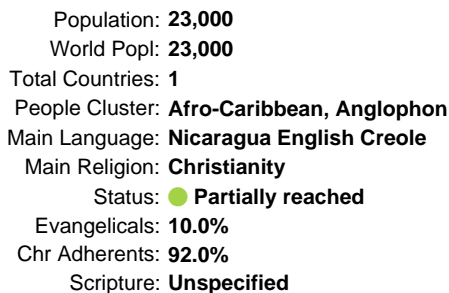 Population: 23,000
World Popl: 23,000
Total Countries: 1
People Cluster: Afro-Caribbean, Anglophon
Main Language: Nicaragua English Creole
Main Religion: Christianity
Status: Partially reached
Evangelicals: 10.0%
Chr Adherents: 92.0%
Scripture: Unspecified